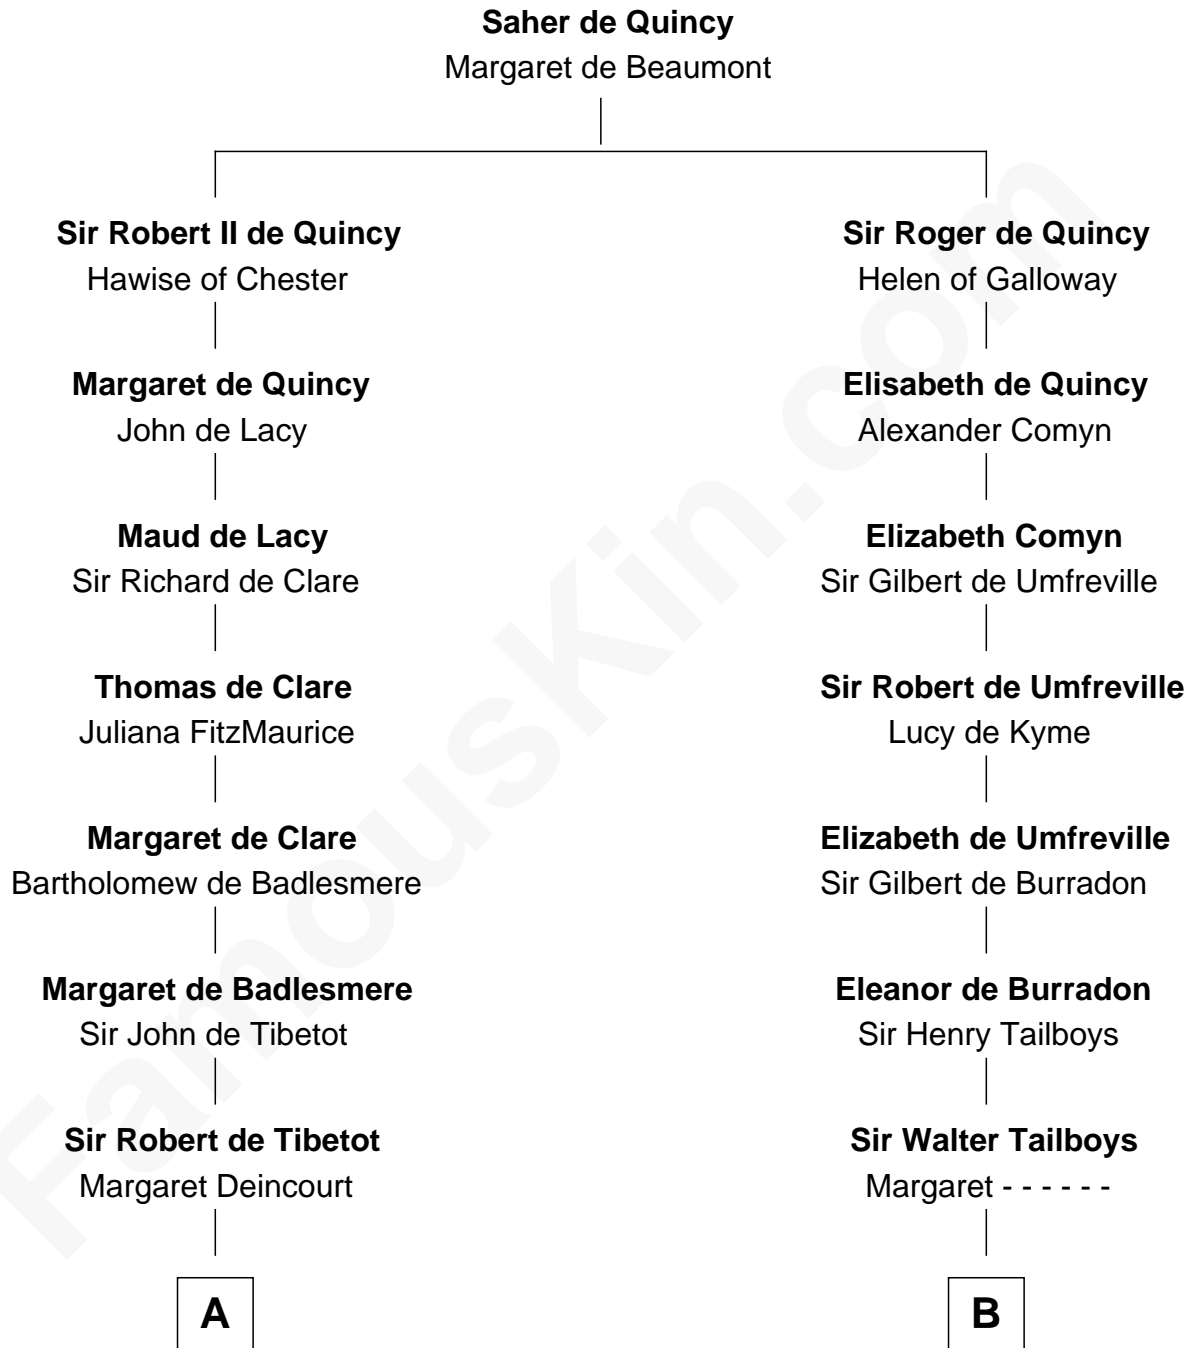 Saher de Quincy
Margaret de Beaumont
Sir Robert II de Quincy
Hawise of Chester
Sir Roger de Quincy
Helen of Galloway
Margaret de Quincy
John de Lacy
Elisabeth de Quincy
Alexander Comyn
Maud de Lacy
Sir Richard de Clare
Elizabeth Comyn
Sir Gilbert de Umfreville
Thomas de Clare
Juliana FitzMaurice
Sir Robert de Umfreville
Lucy de Kyme
Margaret de Clare
Bartholomew de Badlesmere
Elizabeth de Umfreville
Sir Gilbert de Burradon
Margaret de Badlesmere
Sir John de Tibetot
Eleanor de Burradon
Sir Henry Tailboys
Sir Robert de Tibetot
Margaret Deincourt
Sir Walter Tailboys
Margaret - - - - - -
A
B
FamousKin.com